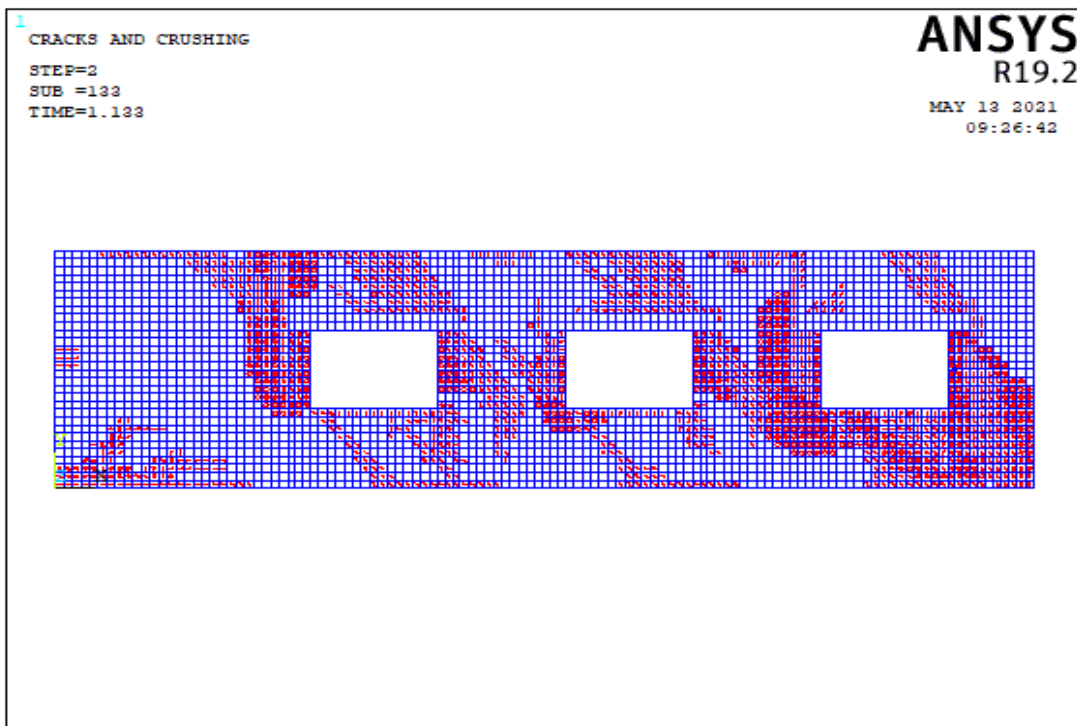 1
CRACKS AND CRUSHING
STEP=2
SUB =133
TIME=1.133
ANSYS
R19.2
MAY 13 2021
09:26:42
Y
X